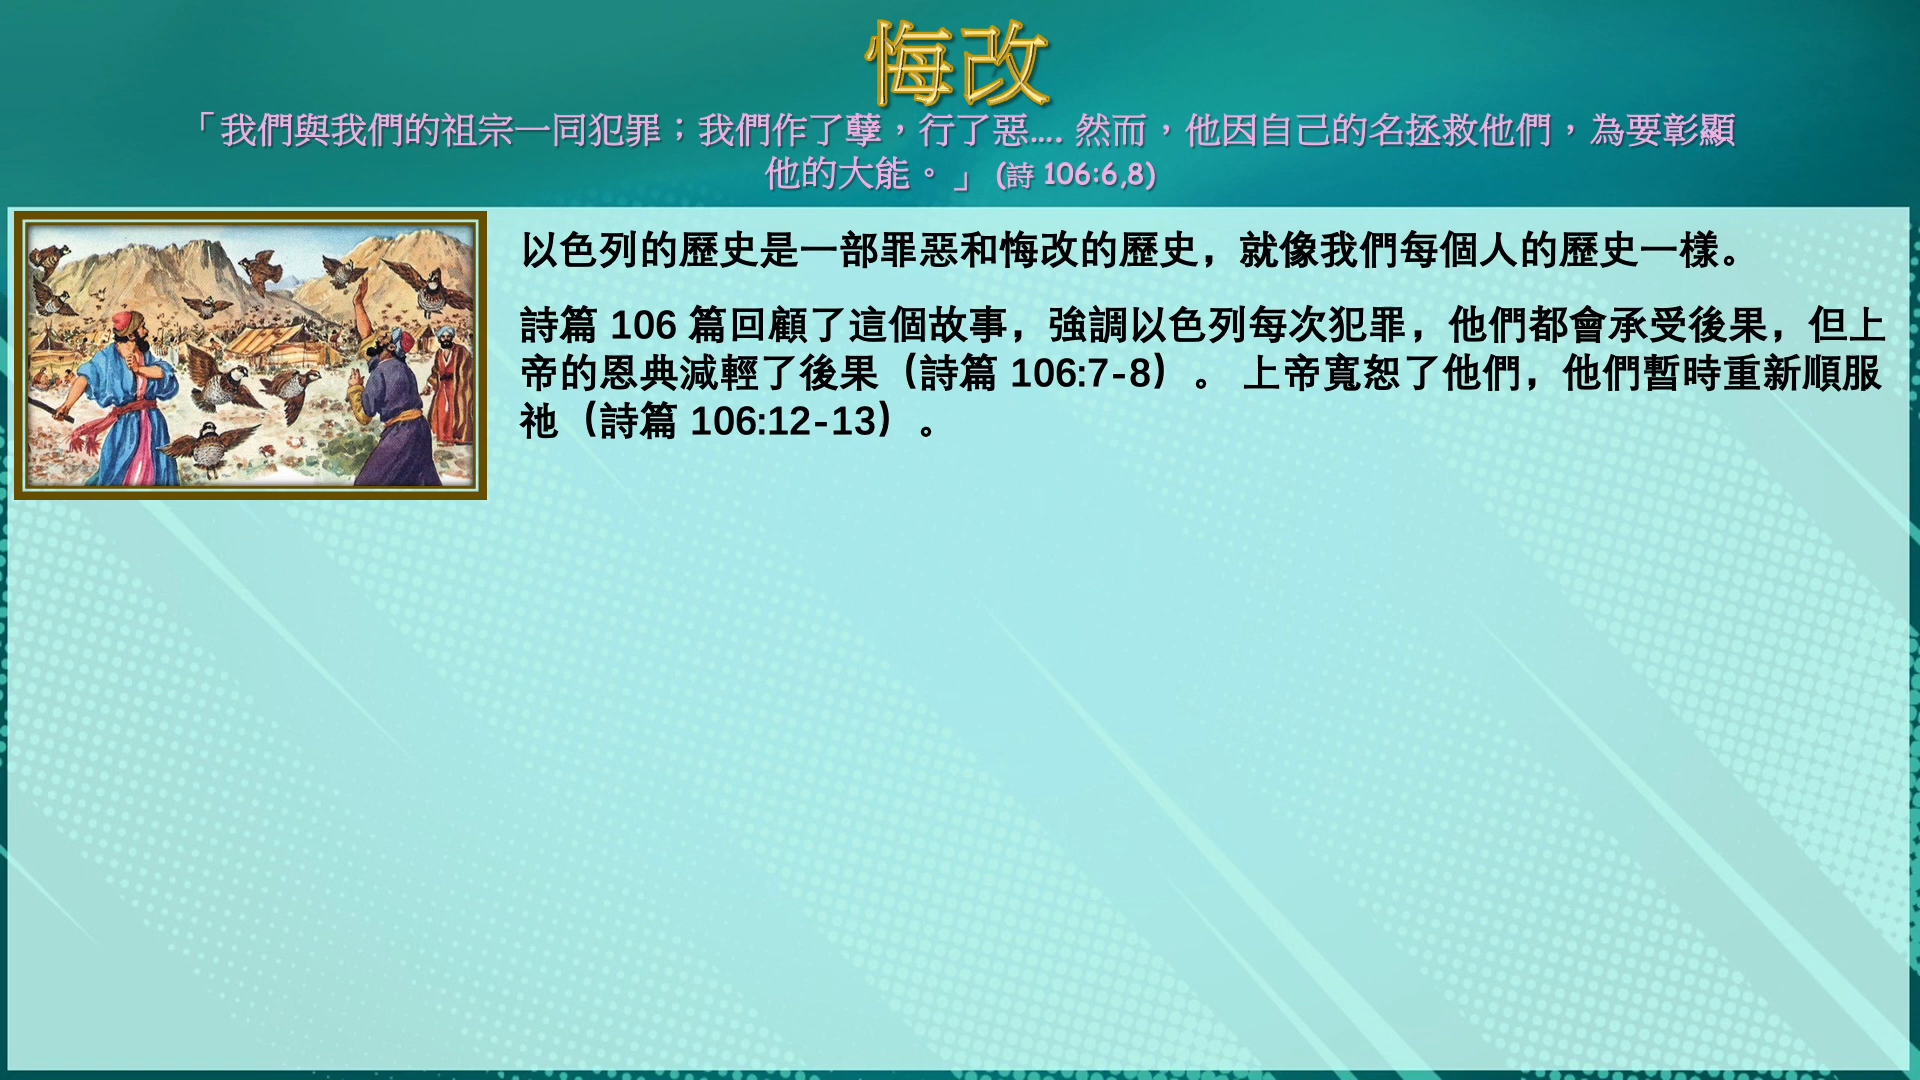 悔改
「我們與我們的祖宗一同犯罪；我們作了孽，行了惡.... 然而，他因自己的名拯救他們，為要彰顯
他的大能。」 (詩 106:6,8)
以色列的歷史是一部罪惡和悔改的歷史，就像我們每個人的歷史一樣。
詩篇 106 篇回顧了這個故事，強調以色列每次犯罪，他們都會承受後果，但上
帝的恩典減輕了後果（詩篇 106:7-8）。 上帝寬恕了他們，他們暫時重新順服
祂（詩篇 106:12-13）。